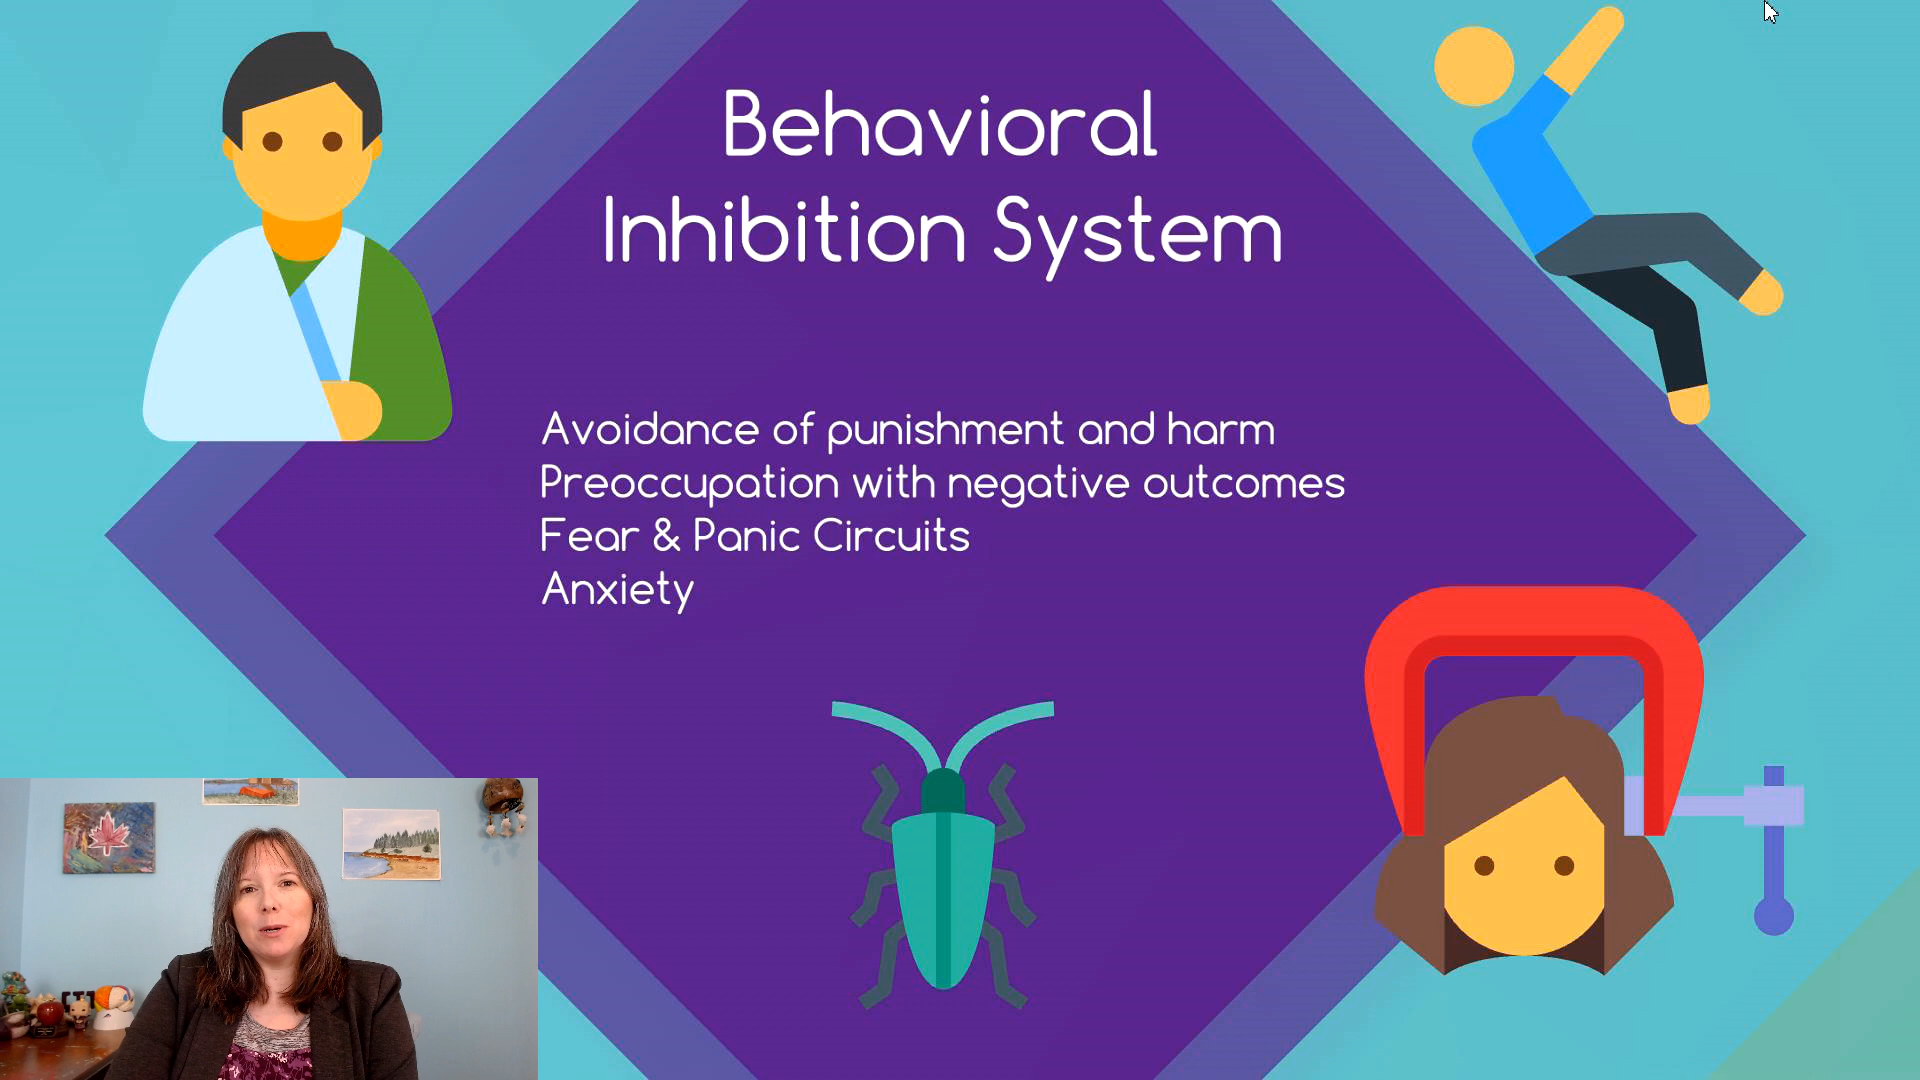 Behavioral
Inhibition System
Avoidance of punishment and harm
Preoccupation with negative outcomes
Fear & Panic Circuits
Anxiety